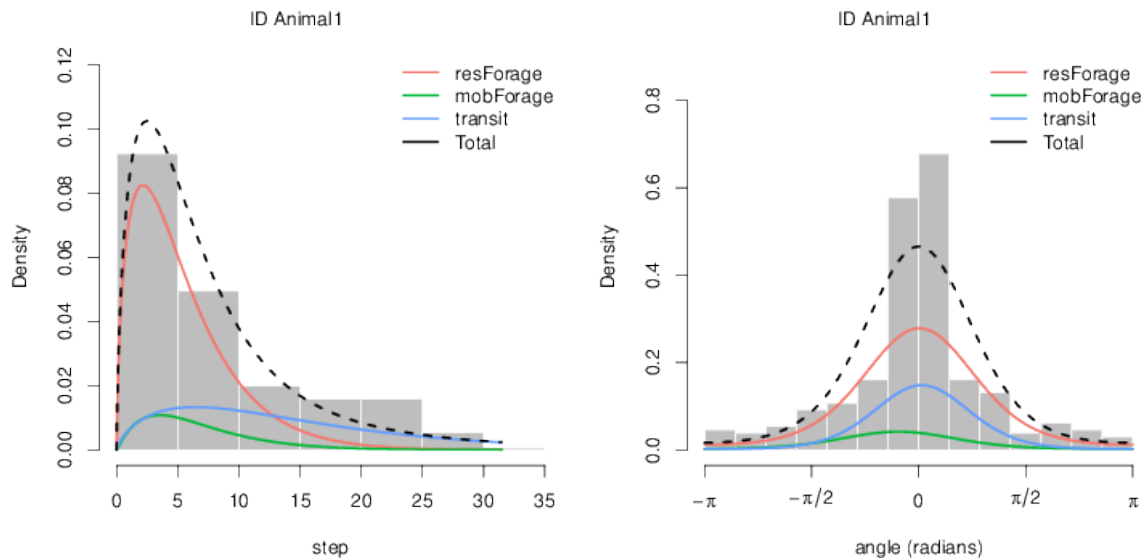 ID Animal1
0.12
0.10
0.08
0.06
0.04
0.02
0.00
Density
resForage
mobForage
transit
Total
0 5 10 15 20 25 30 35
step
ID Animal1
0.8
0.6
0.4
0.2
0.0
Density
resForage
mobForage
transit
Total
−π −π/2 0 π/2 π
angle (radians)